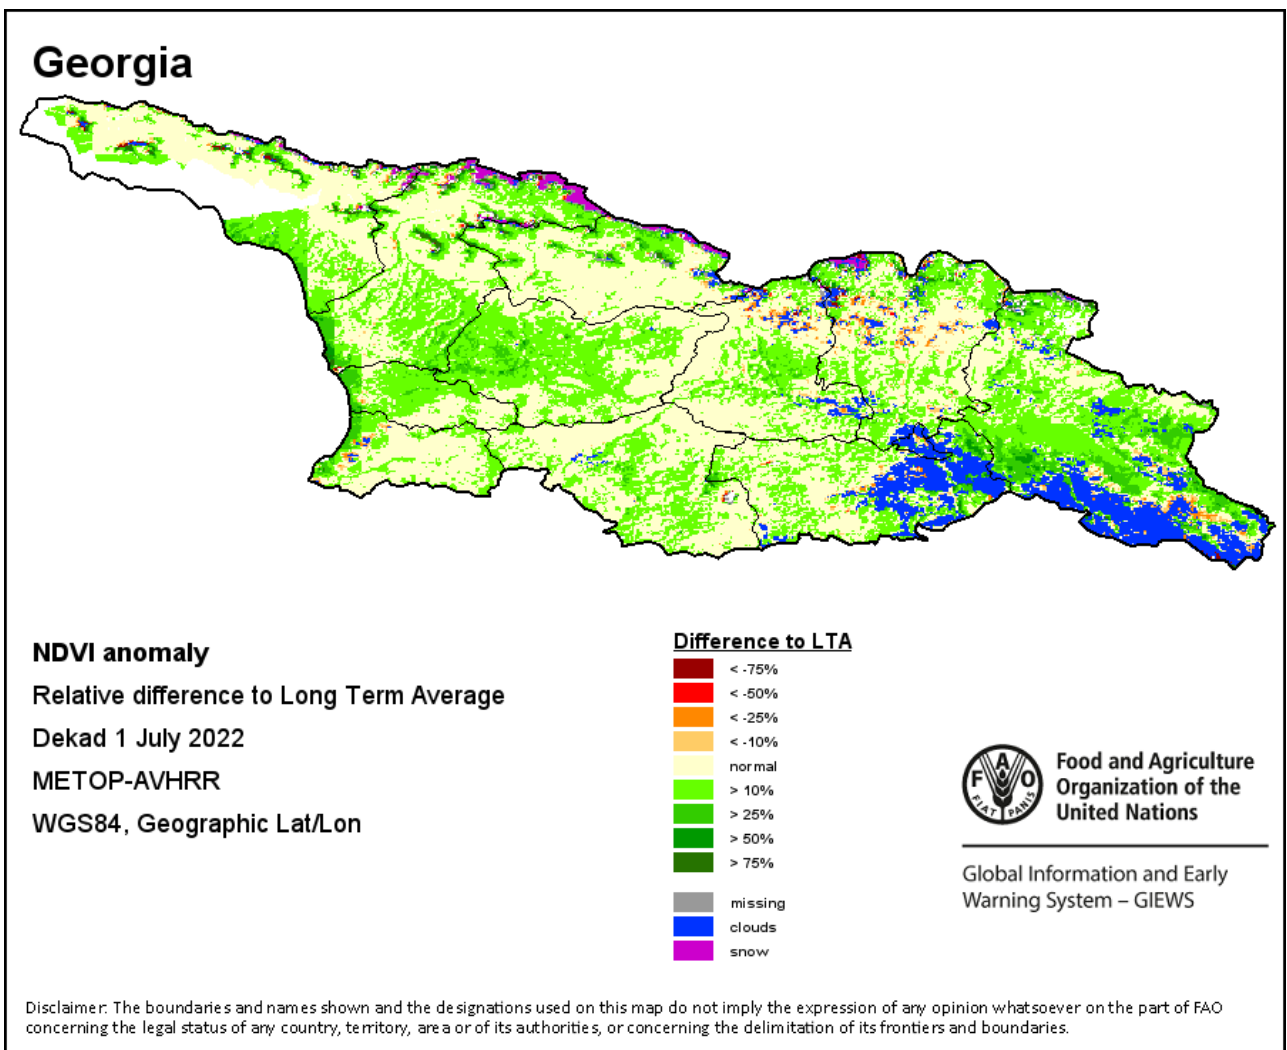 Georgia
NDVI anomaly
Relative difference to Long Term Average
Dekad 1 July 2022
METOP-AVHRR
WGS84, Geographic Lat/Lon
Difference to LTA
< -75%
< -50%
< -25%
< -10%
normal
> 10%
> 25%
> 50%
> 75%
missing
clouds
snow
F A O
FIAT PANIS
Food and Agriculture
Organization of the
United Nations
Global Information and Early
Warning System – GIEWS
Disclaimer: The boundaries and names shown and the designations used on this map do not imply the expression of any opinion whatsoever on the part of FAO
concerning the legal status of any country, territory, area or of its authorities, or concerning the delimitation of its frontiers and boundaries.